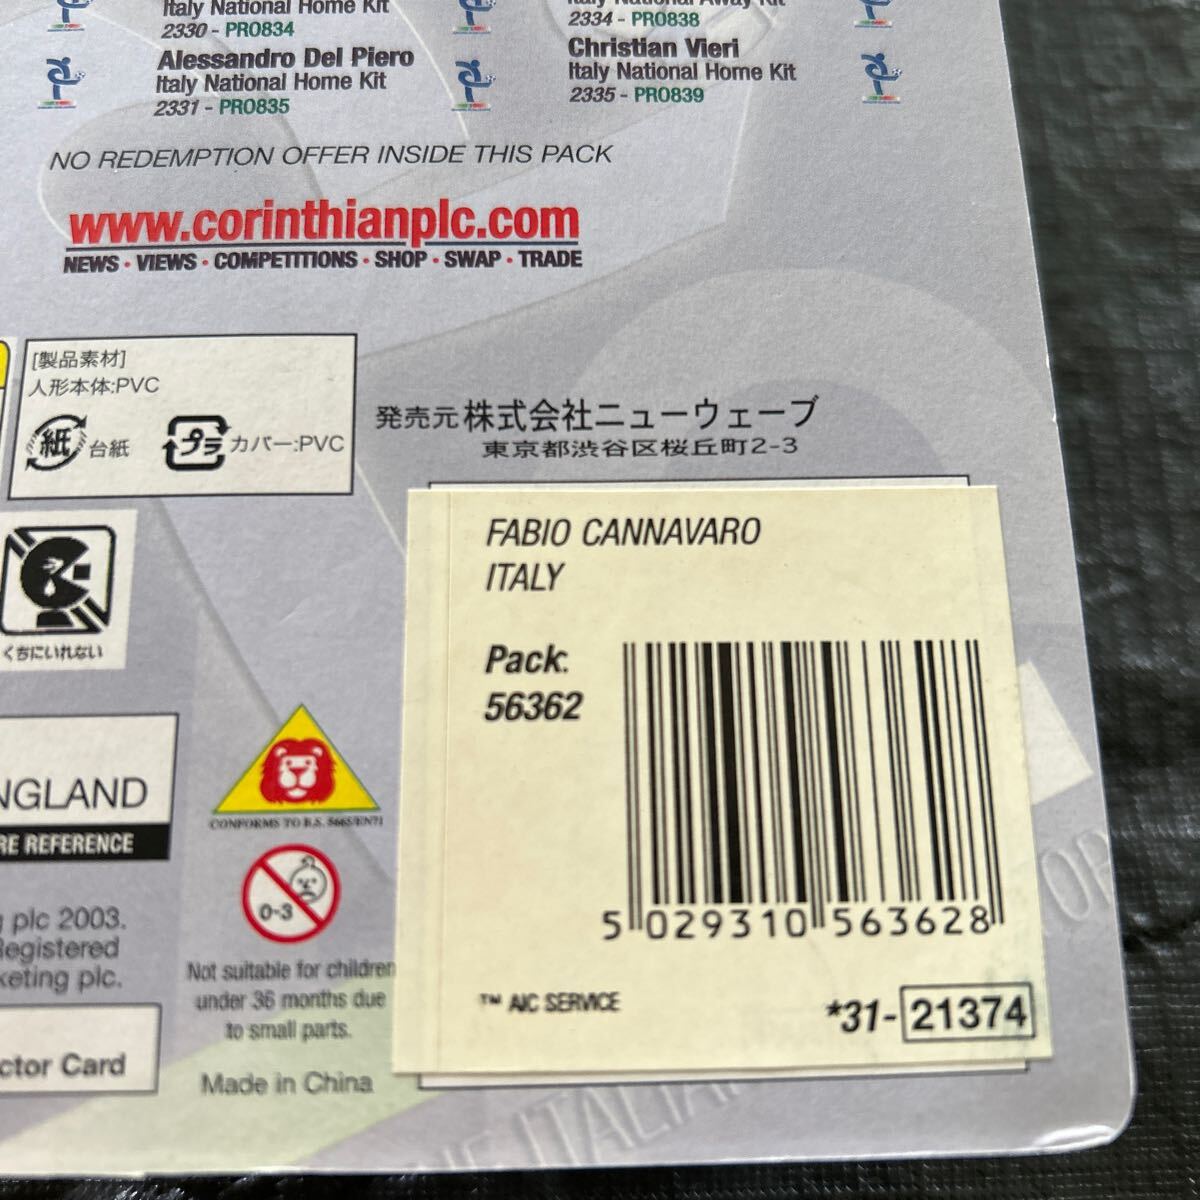 Italy National Home Kit
2330 - PRO834
Alessandro Del Piero
Italy National Home Kit
2331 - PRO835
Italy National Away Kit
2334 - PRO838
Christian Vieri
Italy National Home Kit
2335 - PRO839
NO REDEMPTION OFFER INSIDE THIS PACK
www.corinthianplc.com
NEWS · VIEWS · COMPETITIONS · SHOP · SWAP · TRADE
[製品素材]
人形本体:PVC
紙 台紙
プラ カバー:PVC
発売元 株式会社ニューウェーブ
東京都渋谷区桜丘町2-3
くちにいれない
FABIO CANNAVARO
ITALY
Pack:
56362
5 029310 563628
™ AIC SERVICE
*31-21374
NGLAND
RE REFERENCE
CONFORMS TO B.S. 5665/EN71
0-3
g plc 2003.
Registered
keting plc.
Not suitable for children
under 36 months due
to small parts.
ctor Card
Made in China
ITALIA